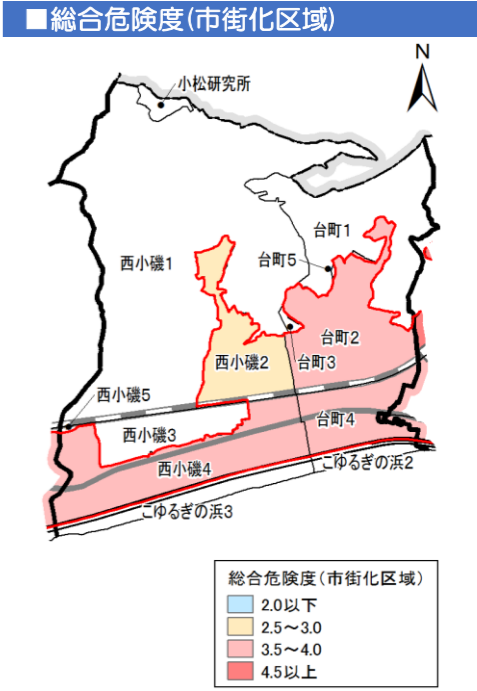 ■総合危険度(市街化区域)
N
小松研究所
台町1
西小磯1
台町5
台町2
西小磯2
台町3
西小磯5
台町4
西小磯3
西小磯4
こゆるぎの浜2
こゆるぎの浜3
総合危険度(市街化区域)
2.0以下
2.5～3.0
3.5～4.0
4.5以上